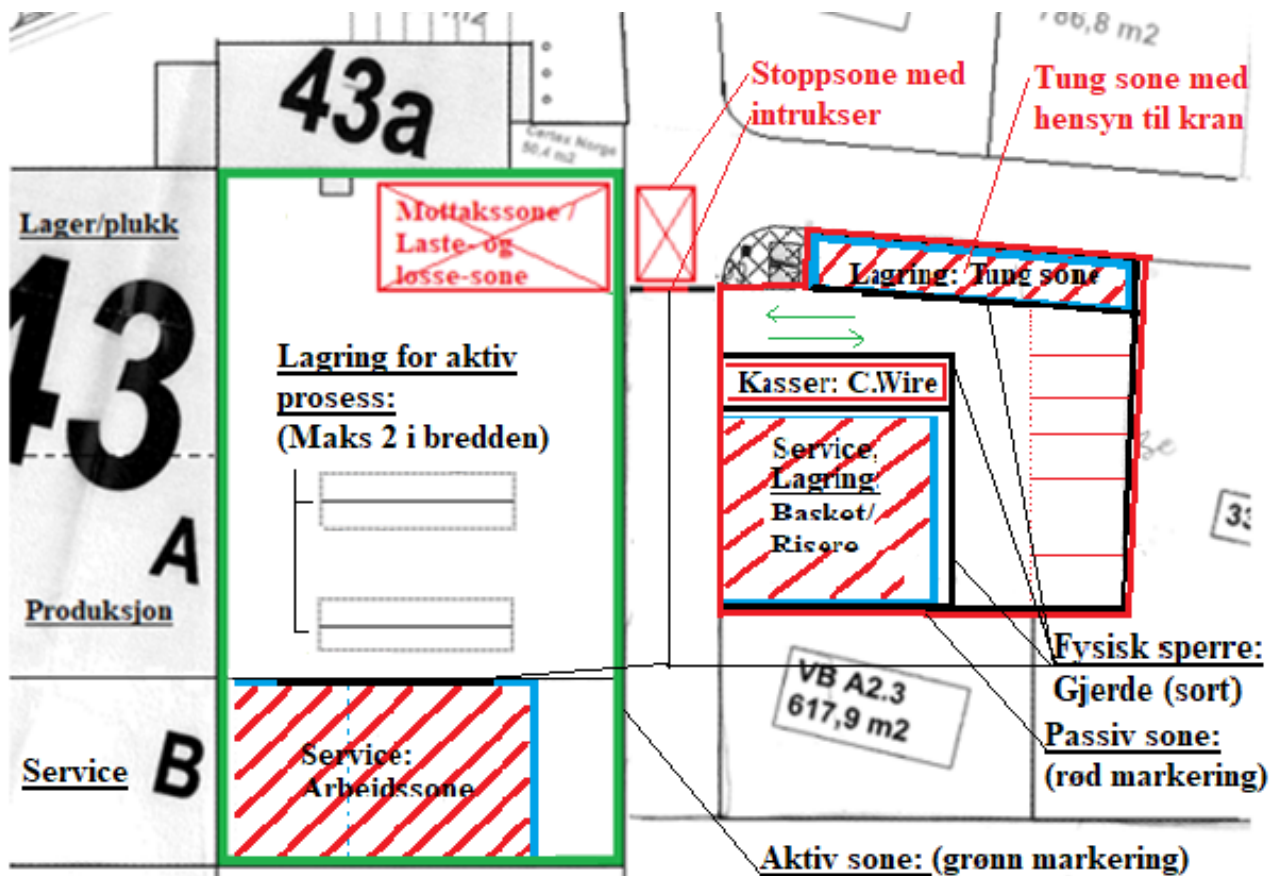 786,8 m2
43a
Certex Norge
50,4 m2
Stoppsone med
intrukser
Tung sone med
hensyn til kran
Lager/plukk
Mottakssone /
Laste- og
losse-sone
43
Lagring: Tung sone
Lagring for aktiv
prosess:
(Maks 2 i bredden)
Kasser: C.Wire
Service
Lagring
Basket/
Risere
A
Produksjon
33
Fysisk sperre:
Gjerde (sort)
VB A2.3
617,9 m2
Passiv sone:
(rød markering)
Service
B
Service:
Arbeidssone
Aktiv sone: (grønn markering)